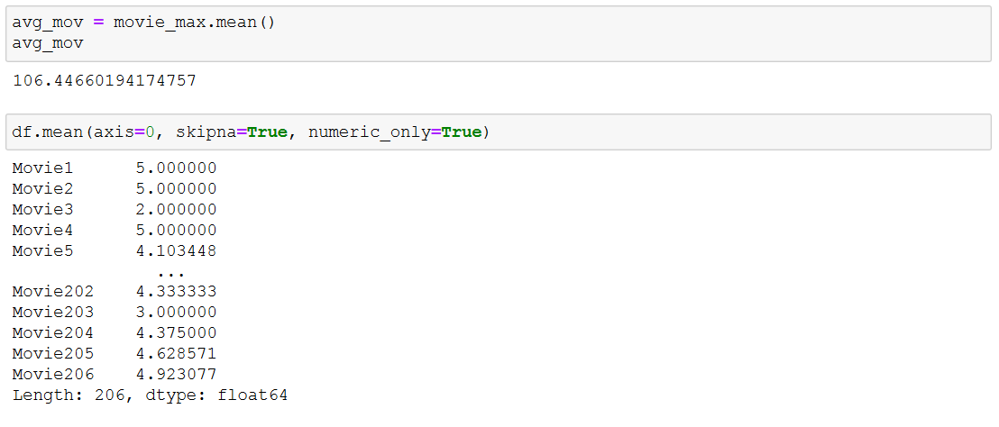 avg_mov = movie_max.mean()
avg_mov
106.44660194174757
df.mean(axis=0, skipna=True, numeric_only=True)
Movie1      5.000000
Movie2      5.000000
Movie3      2.000000
Movie4      5.000000
Movie5      4.103448
              ...
Movie202    4.333333
Movie203    3.000000
Movie204    4.375000
Movie205    4.628571
Movie206    4.923077
Length: 206, dtype: float64